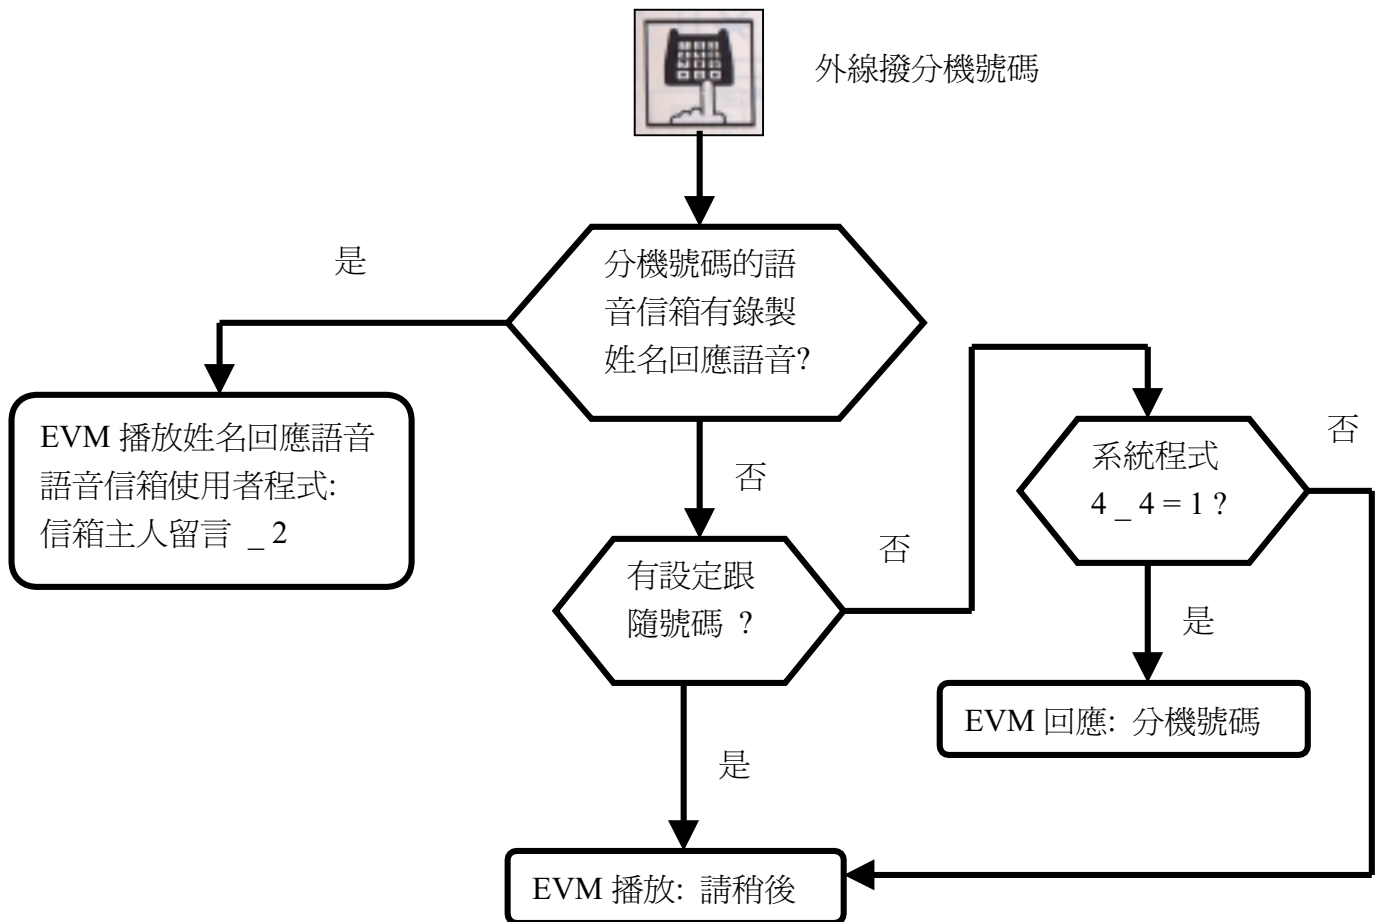 外線撥分機號碼
是
分機號碼的語
音信箱有錄製
姓名回應語音?
EVM 播放姓名回應語音
語音信箱使用者程式:
信箱主人留言 _ 2
否
有設定跟
隨號碼 ?
否
系統程式
4 _ 4 = 1 ?
否
是
EVM 回應: 分機號碼
是
EVM 播放: 請稍後